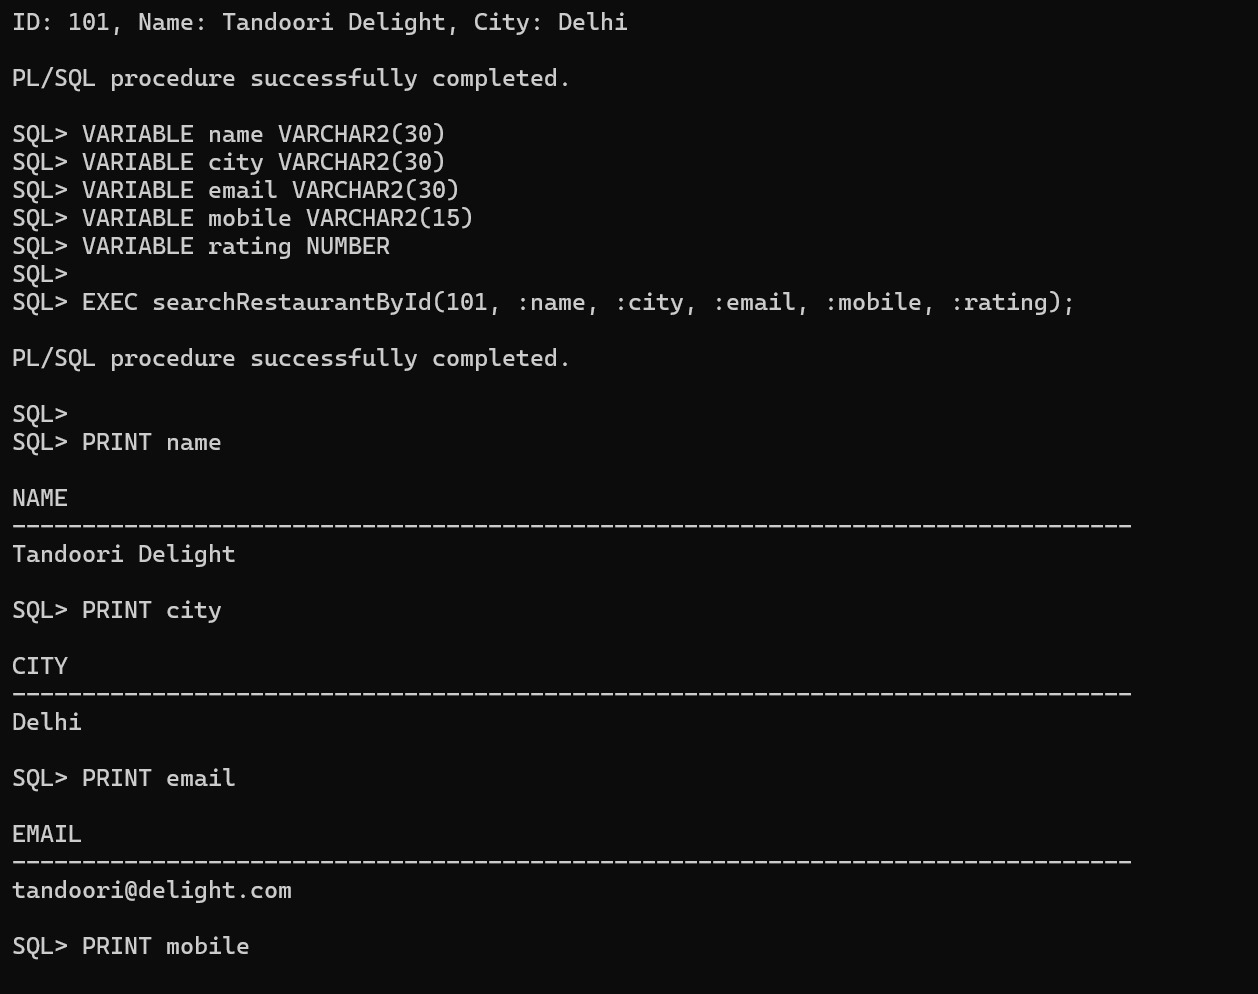 ID: 101, Name: Tandoori Delight, City: Delhi
PL/SQL procedure successfully completed.
SQL> VARIABLE name VARCHAR2(30)
SQL> VARIABLE city VARCHAR2(30)
SQL> VARIABLE email VARCHAR2(30)
SQL> VARIABLE mobile VARCHAR2(15)
SQL> VARIABLE rating NUMBER
SQL>
SQL> EXEC searchRestaurantById(101, :name, :city, :email, :mobile, :rating);
PL/SQL procedure successfully completed.
SQL>
SQL> PRINT name
NAME
--------------------------------------------------------------------------------
Tandoori Delight
SQL> PRINT city
CITY
--------------------------------------------------------------------------------
Delhi
SQL> PRINT email
EMAIL
--------------------------------------------------------------------------------
tandoori@delight.com
SQL> PRINT mobile